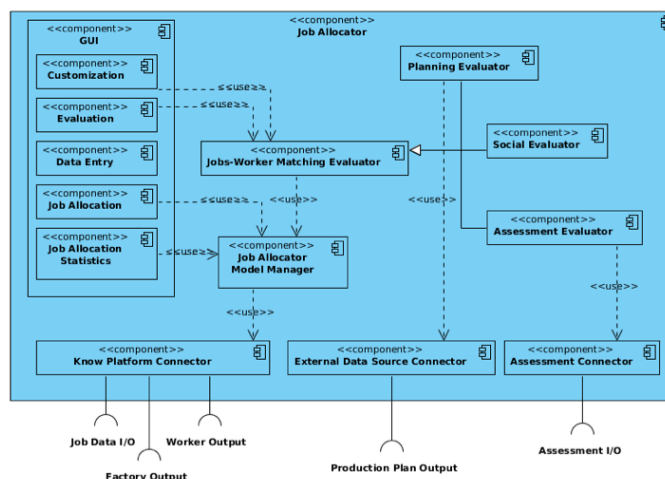 <<component>>
Job Allocator
<<component>>
GUI
<<component>>
Customization
<<component>>
Evaluation
<<component>>
Data Entry
<<component>>
Job Allocation
<<component>>
Job Allocation
Statistics
<<use>>
<<use>>
<<component>>
Planning Evaluator
<<component>>
Jobs-Worker Matching Evaluator
<<component>>
Social Evaluator
<<use>>
<<use>>
<<use>>
<<component>>
Assessment Evaluator
<<use>>
<<component>>
Job Allocator
Model Manager
<<use>>
<<use>>
<<component>>
Know Platform Connector
<<component>>
External Data Source Connector
<<component>>
Assessment Connector
Job Data I/O
Worker Output
Factory Output
Production Plan Output
Assessment I/O